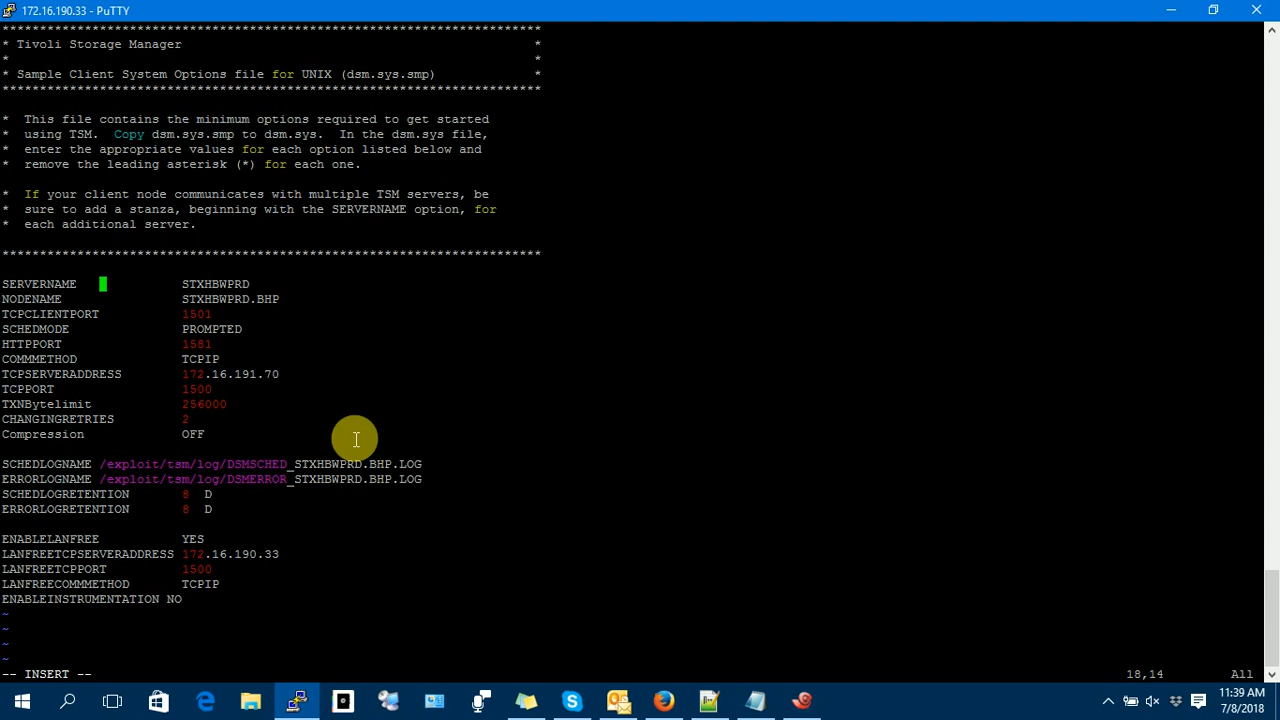 172.16.190.33 - PuTTY
************************************************************************
* Tivoli Storage Manager                                               *
*                                                                      *
* Sample Client System Options file for UNIX (dsm.sys.smp)             *
************************************************************************
*  This file contains the minimum options required to get started
*  using TSM.  Copy dsm.sys.smp to dsm.sys.  In the dsm.sys file,
*  enter the appropriate values for each option listed below and
*  remove the leading asterisk (*) for each one.
*  If your client node communicates with multiple TSM servers, be
*  sure to add a stanza, beginning with the SERVERNAME option, for
*  each additional server.
************************************************************************
SERVERNAME              STXHBWPRD
NODENAME                STXHBWPRD.BHP
TCPCLIENTPORT           1501
SCHEDMODE               PROMPTED
HTTPPORT                1581
COMMMETHOD              TCPIP
TCPSERVERADDRESS        172.16.191.70
TCPPORT                 1500
TXNBytelimit            256000
CHANGINGRETRIES         2
Compression             OFF
SCHEDLOGNAME /exploit/tsm/log/DSMSCHED_STXHBWPRD.BHP.LOG
ERRORLOGNAME /exploit/tsm/log/DSMERROR_STXHBWPRD.BHP.LOG
SCHEDLOGRETENTION       8  D
ERRORLOGRETENTION       8  D
ENABLELANFREE           YES
LANFREETCPSERVERADDRESS 172.16.190.33
LANFREETCPPORT          1500
LANFREECOMMMETHOD       TCPIP
ENABLEINSTRUMENTATION NO
~
~
~
~
-- INSERT --                    18,14          All
11:39 AM
7/8/2018